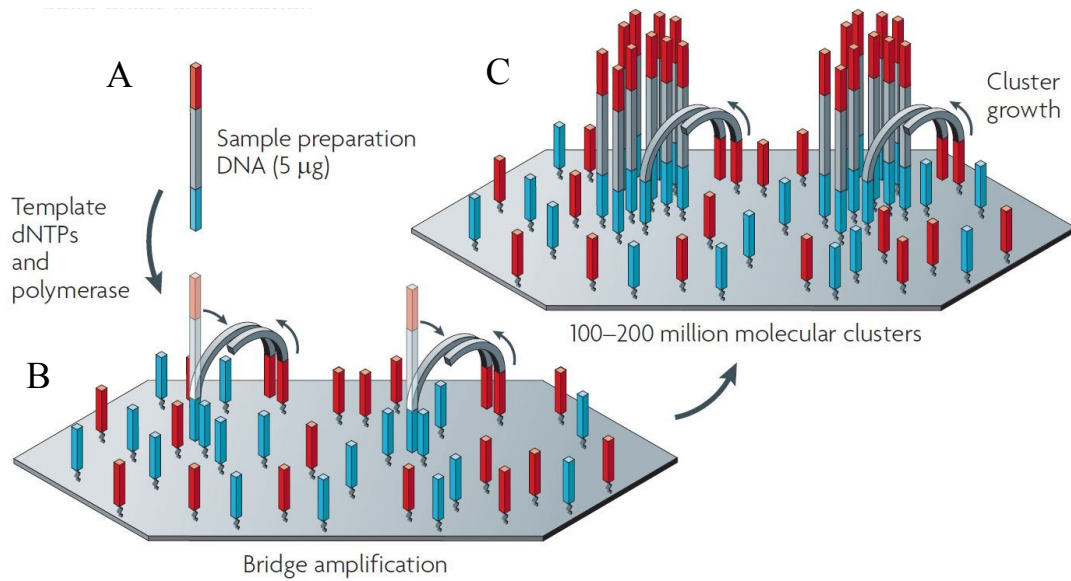 A
Sample preparation
DNA (5 µg)
Template
dNTPs
and
polymerase
B
Bridge amplification
C
Cluster
growth
100–200 million molecular clusters